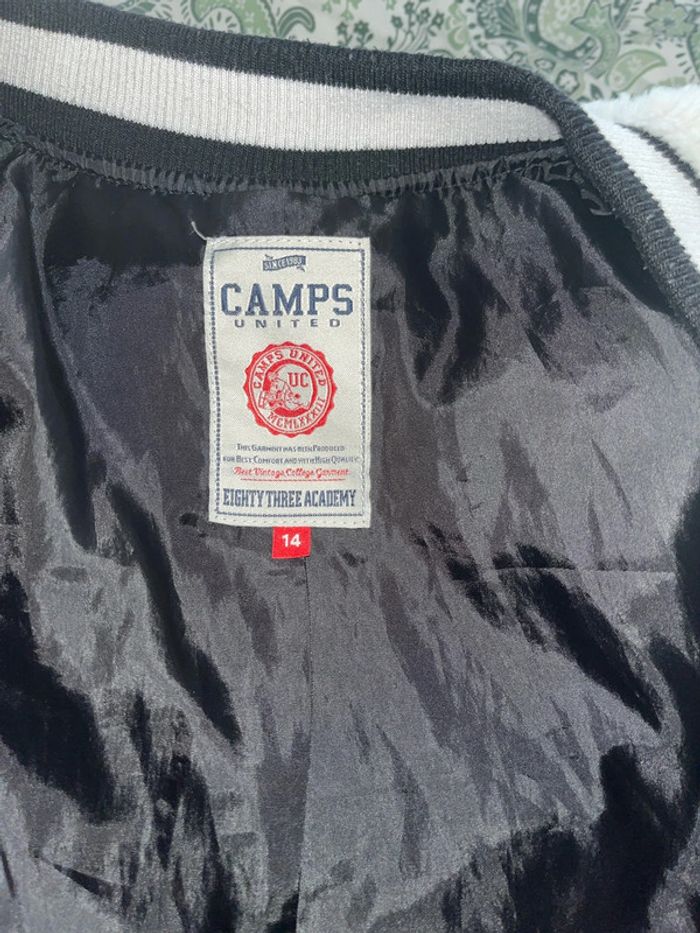 SINCE 1983
CAMPS
UNITED
CAMPS UNITED
UC
MCMLXXXIII
THIS GARMENT HAS BEEN PRODUCED
FOR BEST COMFORT AND WITH HIGH QUALITY
Best Vintage College Garment
EIGHTY THREE ACADEMY
14